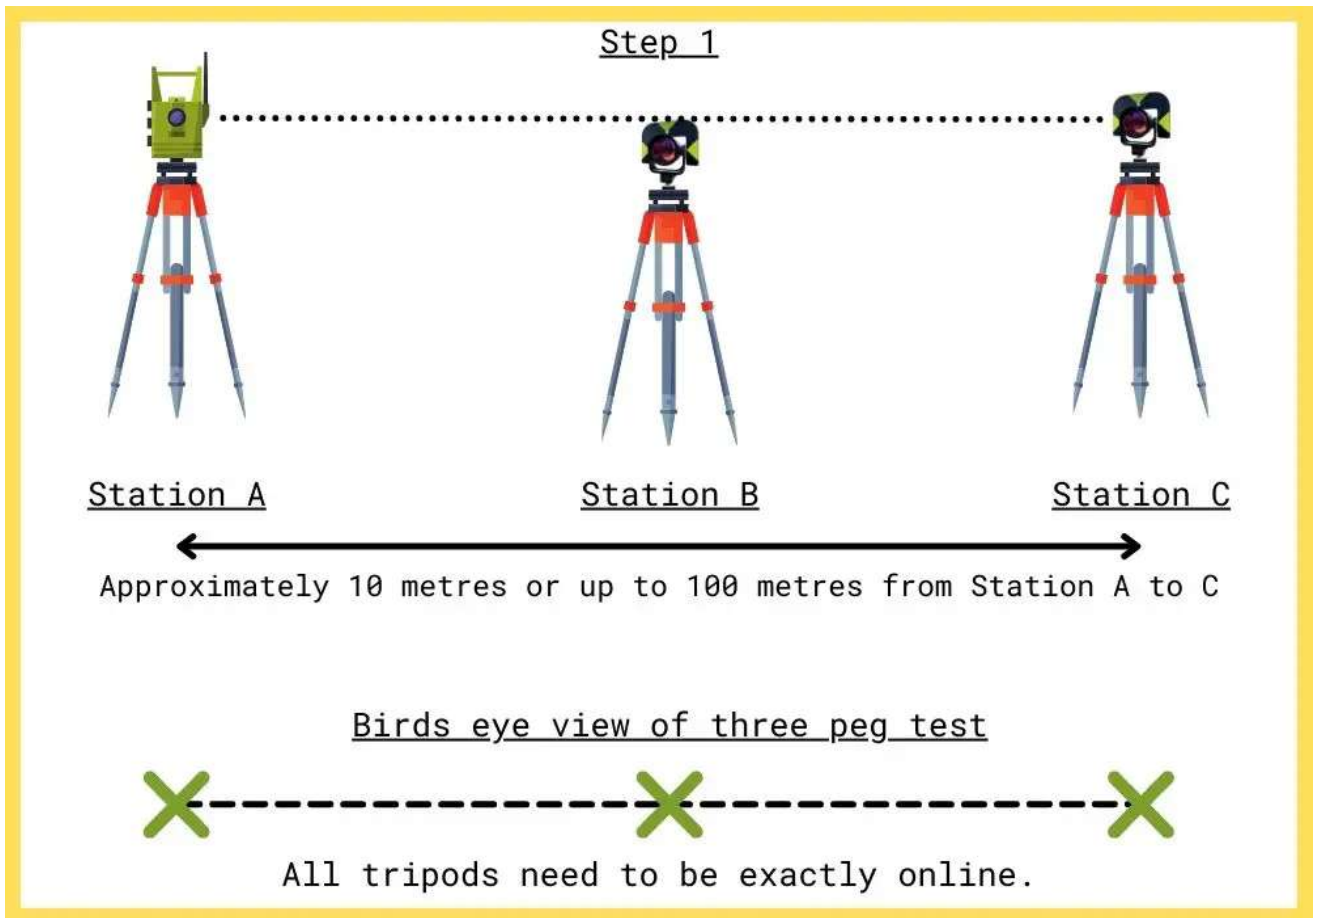 Step 1
Station A
Station B
Station C
Approximately 10 metres or up to 100 metres from Station A to C
Birds eye view of three peg test
All tripods need to be exactly online.